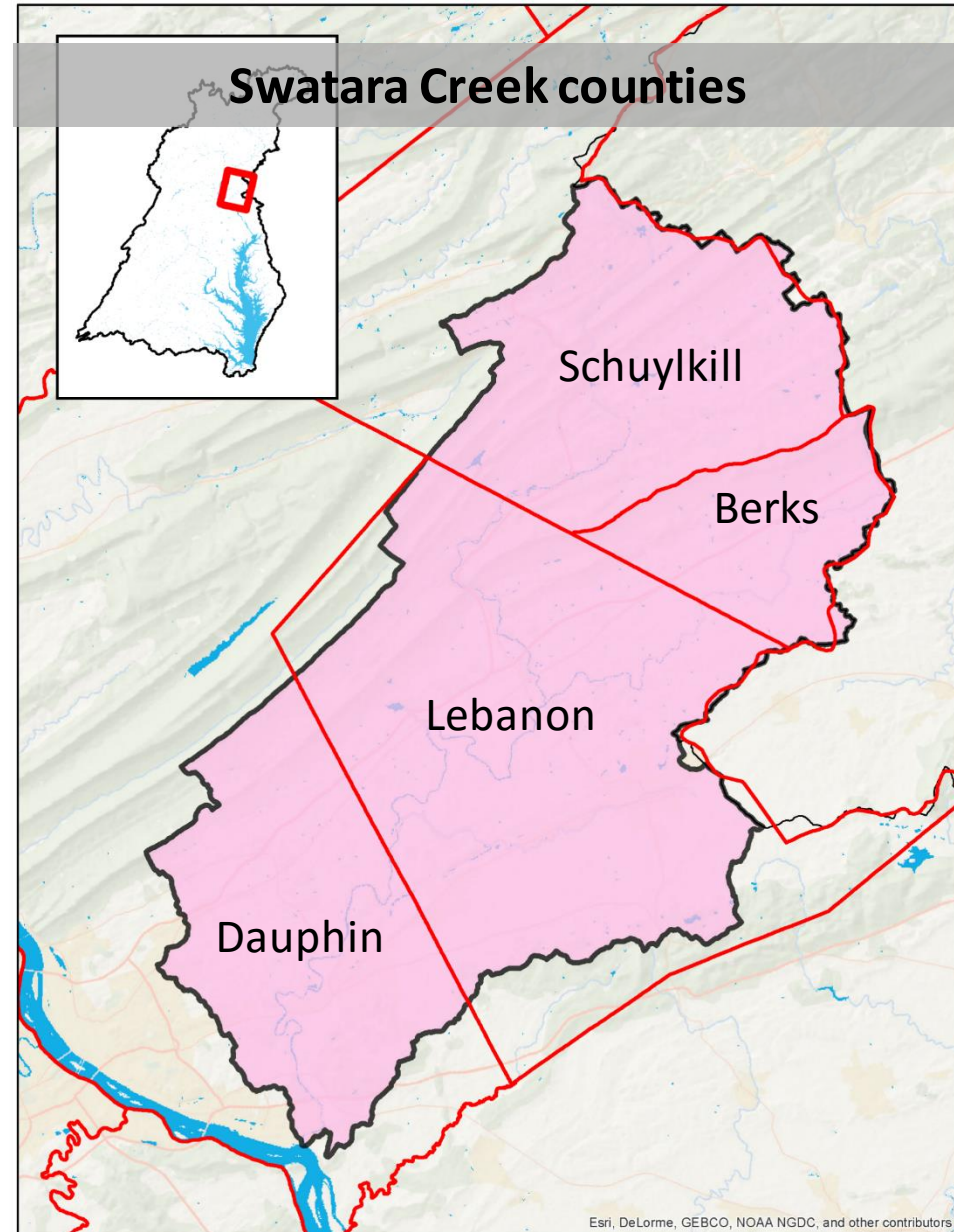 Swatara Creek counties
Schuylkill
Berks
Lebanon
Dauphin
Esri, DeLorme, GEBCO, NOAA NGDC, and other contributors